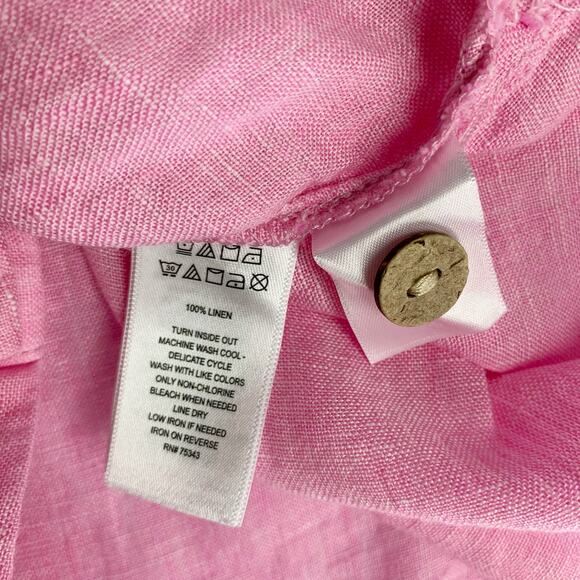 30
100% LINEN
TURN INSIDE OUT
MACHINE WASH COOL -
DELICATE CYCLE
WASH WITH LIKE COLORS
ONLY NON-CHLORINE
BLEACH WHEN NEEDED
LINE DRY
LOW IRON IF NEEDED
IRON ON REVERSE
RN# 75343